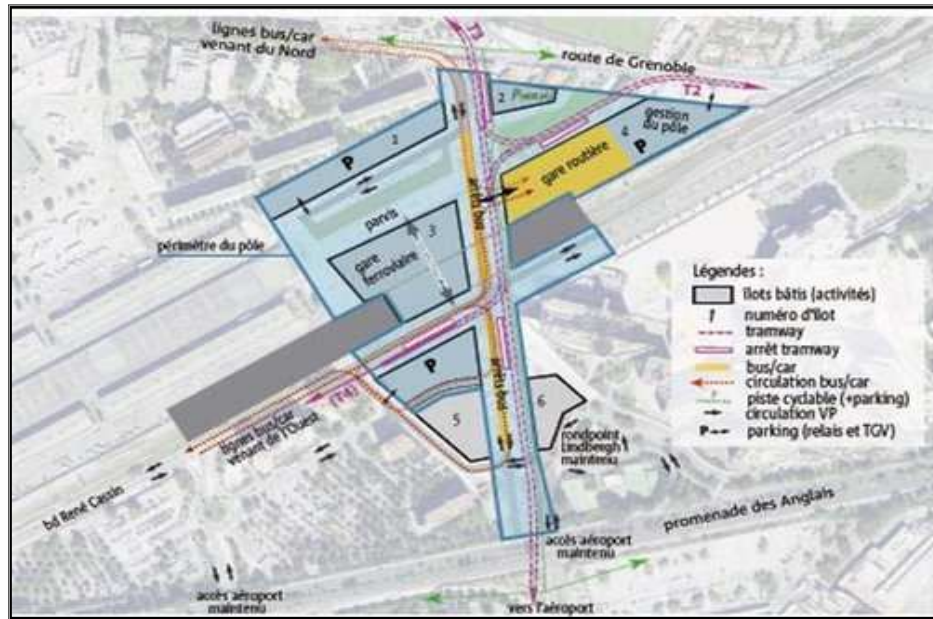 lignes bus/car
venant du Nord
T3
route de Grenoble
T2
2
P
1
P
gestion
du pôle
4
P
gare routière
arrêt bus
parvis
3
gare
ferroviaire
périmètre du pôle
Légendes :
îlots bâtis (activités)
numéro d'îlot
tramway
arrêt tramway
bus/car
circulation bus/car
piste cyclable (+parking)
circulation VP
P parking (relais et TGV)
P
(T4)
arrêts bus
5
6
lignes bus/car
venant de l'Ouest
rondpoint
Lindbergh
maintenu
bd René Cassin
promenade des Anglais
accès aéroport
maintenu
accès aéroport
maintenu
vers l'aéroport